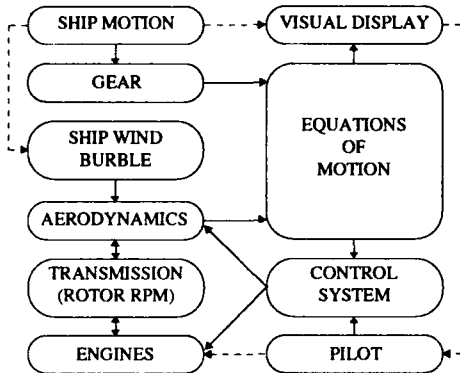 SHIP MOTION
VISUAL DISPLAY
GEAR
EQUATIONS
OF
MOTION
SHIP WIND
BURBLE
AERODYNAMICS
TRANSMISSION
(ROTOR RPM)
CONTROL
SYSTEM
ENGINES
PILOT